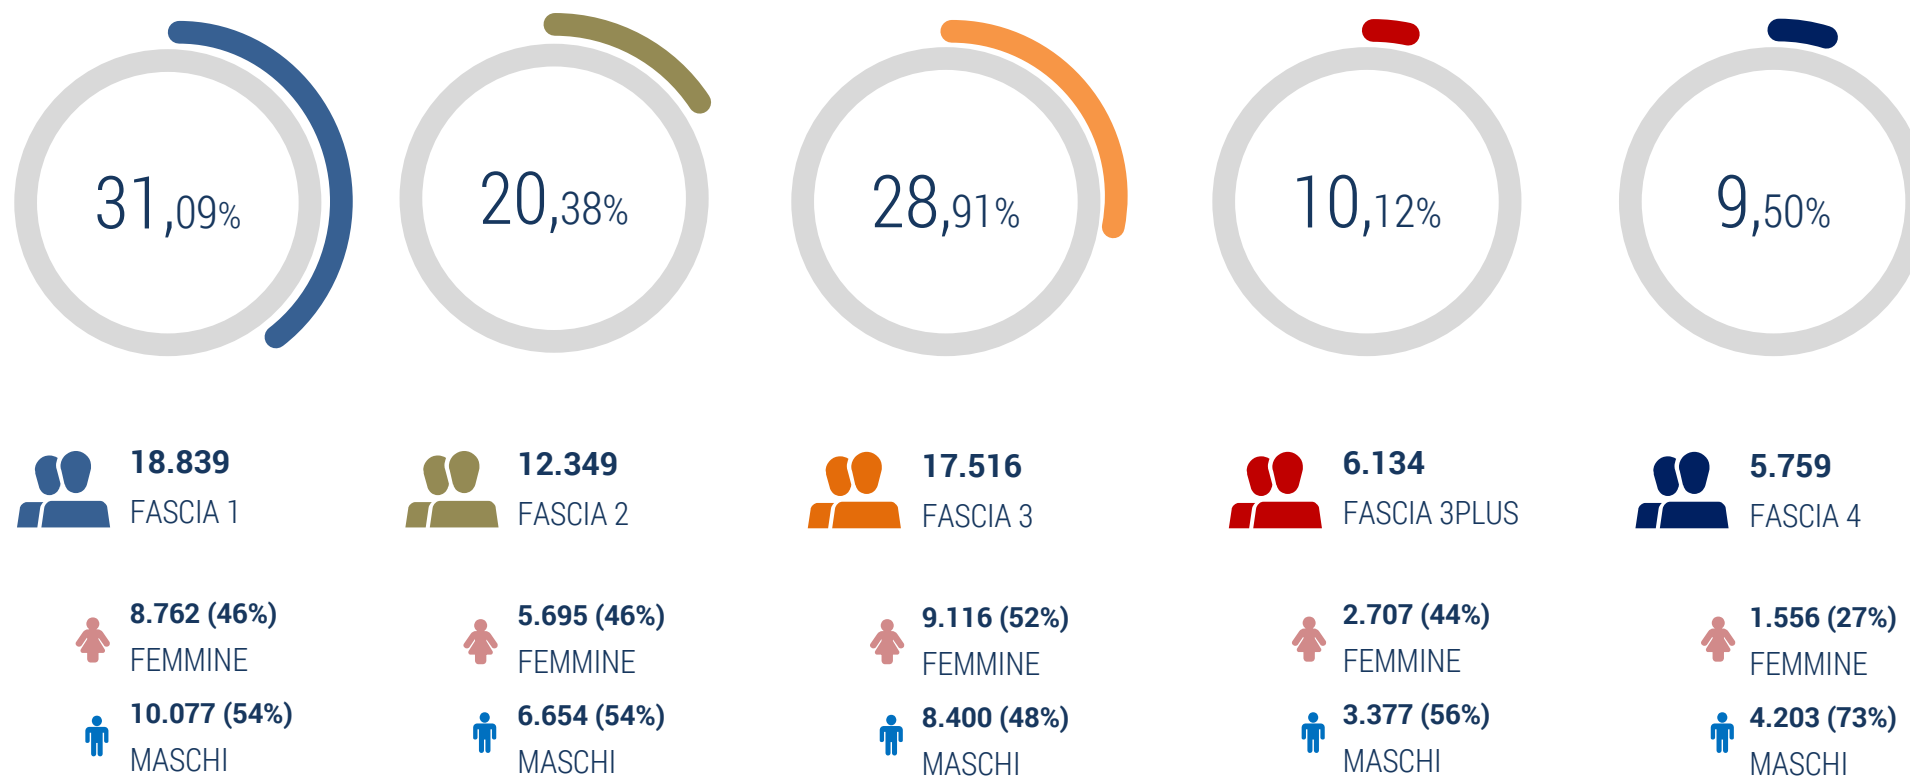 31,09%
20,38%
28,91%
10,12%
9,50%
18.839
FASCIA 1
12.349
FASCIA 2
17.516
FASCIA 3
6.134
FASCIA 3PLUS
5.759
FASCIA 4
8.762 (46%)
FEMMINE
5.695 (46%)
FEMMINE
9.116 (52%)
FEMMINE
2.707 (44%)
FEMMINE
1.556 (27%)
FEMMINE
10.077 (54%)
MASCHI
6.654 (54%)
MASCHI
8.400 (48%)
MASCHI
3.377 (56%)
MASCHI
4.203 (73%)
MASCHI